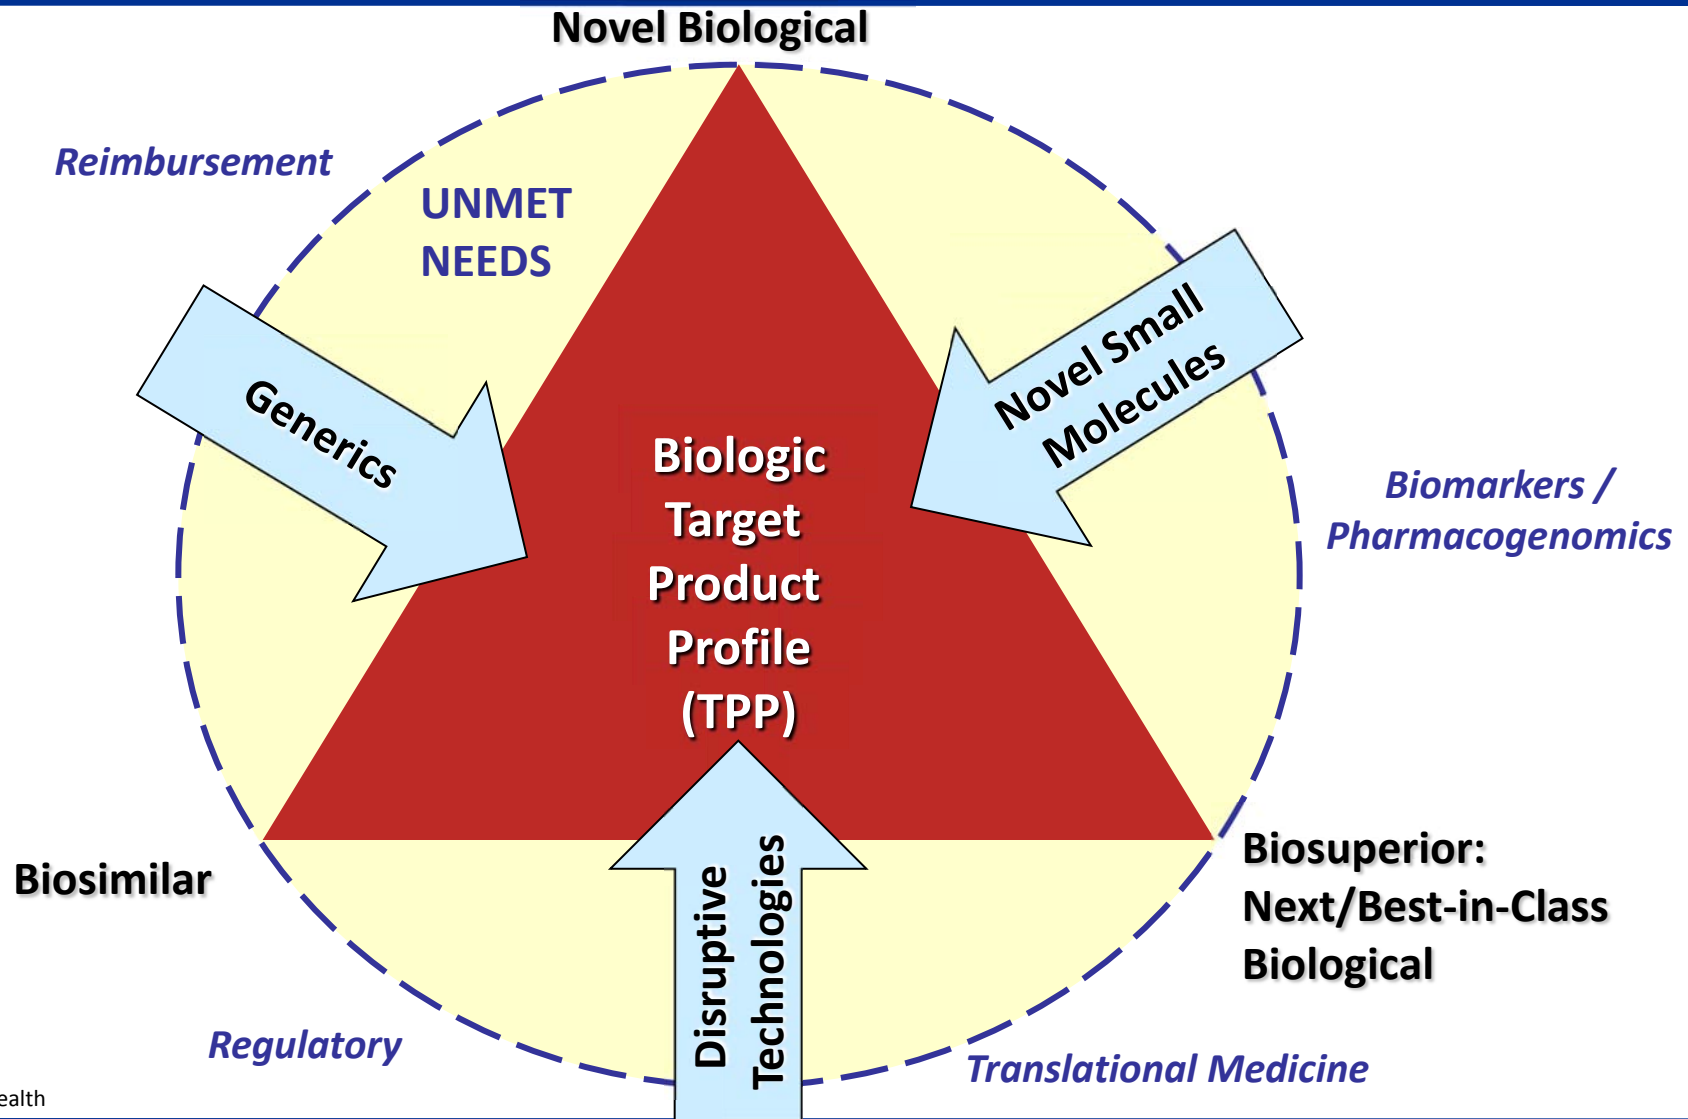 Novel Biological
Reimbursement
UNMET
NEEDS
Generics
Novel Small
Molecules
Biologic
Target
Product
Profile
(TPP)
Biomarkers /
Pharmacogenomics
Biosimilar
Biosuperior:
Next/Best-in-Class
Biological
Disruptive
Technologies
Regulatory
Translational Medicine
ealth